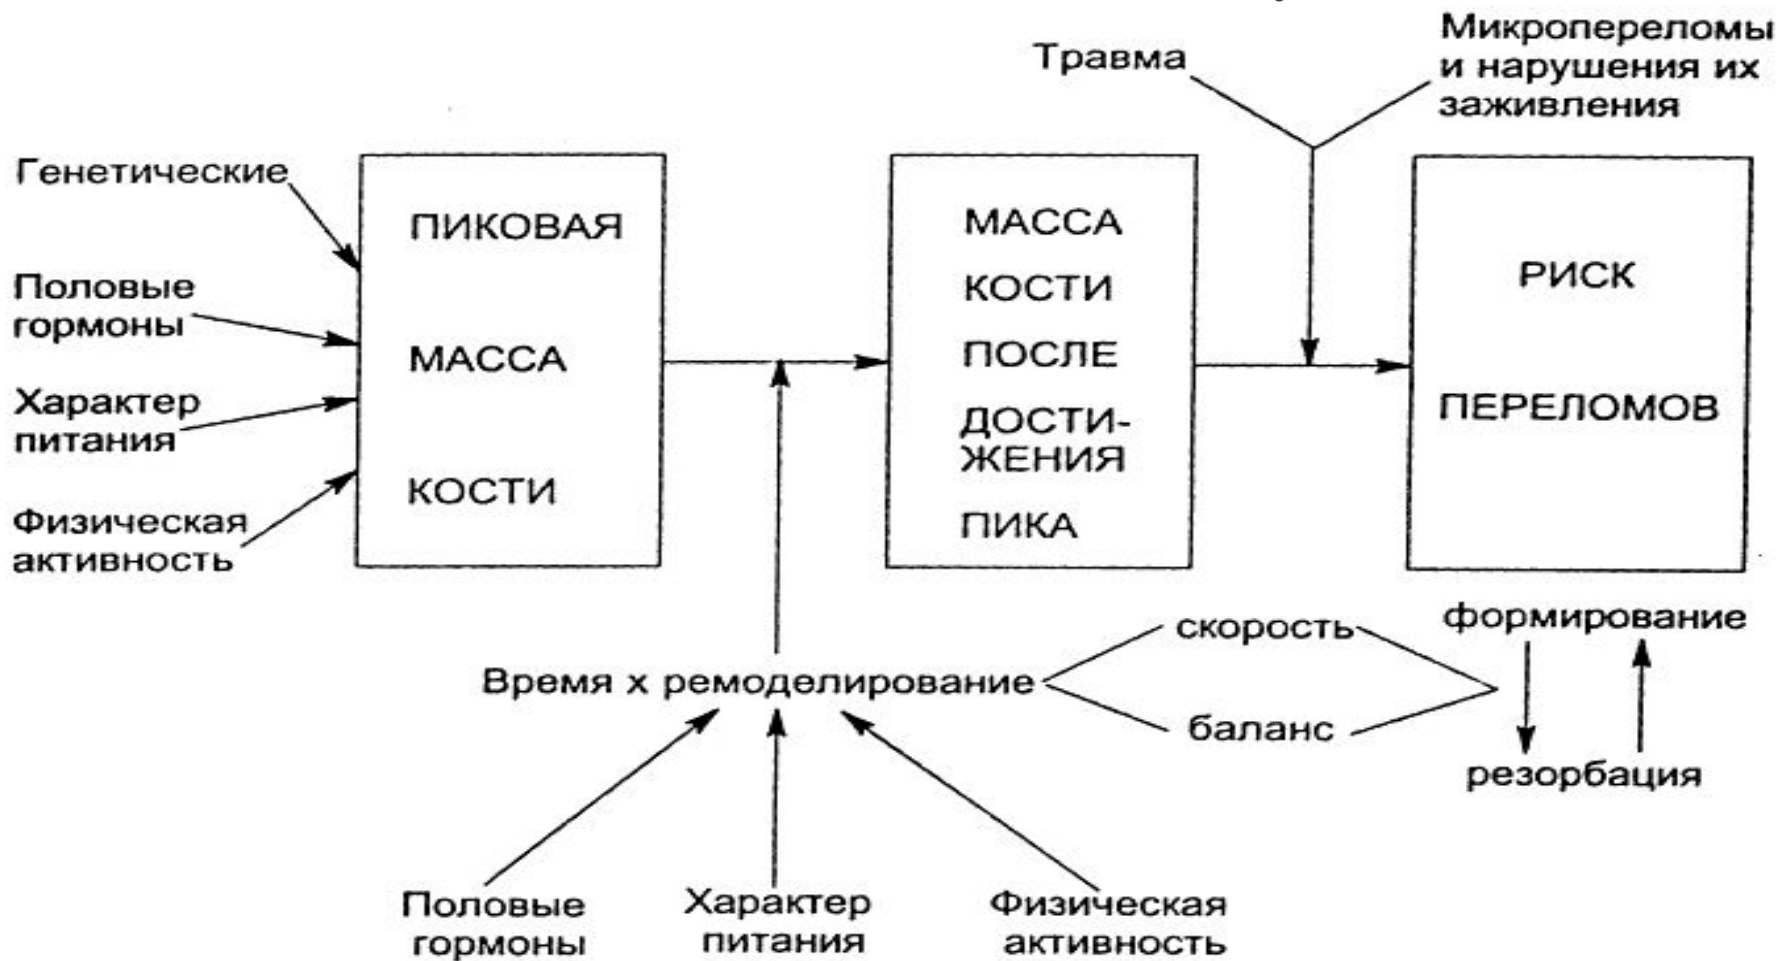 Травма
Микропереломы
и нарушения их
заживления
Генетические
Половые
гормоны
Характер
питания
Физическая
активность
ПИКОВАЯ
МАССА
КОСТИ
МАССА
КОСТИ
ПОСЛЕ
ДОСТИ-
ЖЕНИЯ
ПИКА
РИСК
ПЕРЕЛОМОВ
Время х ремоделирование
скорость
баланс
формирование
резорбация
Половые
гормоны
Характер
питания
Физическая
активность